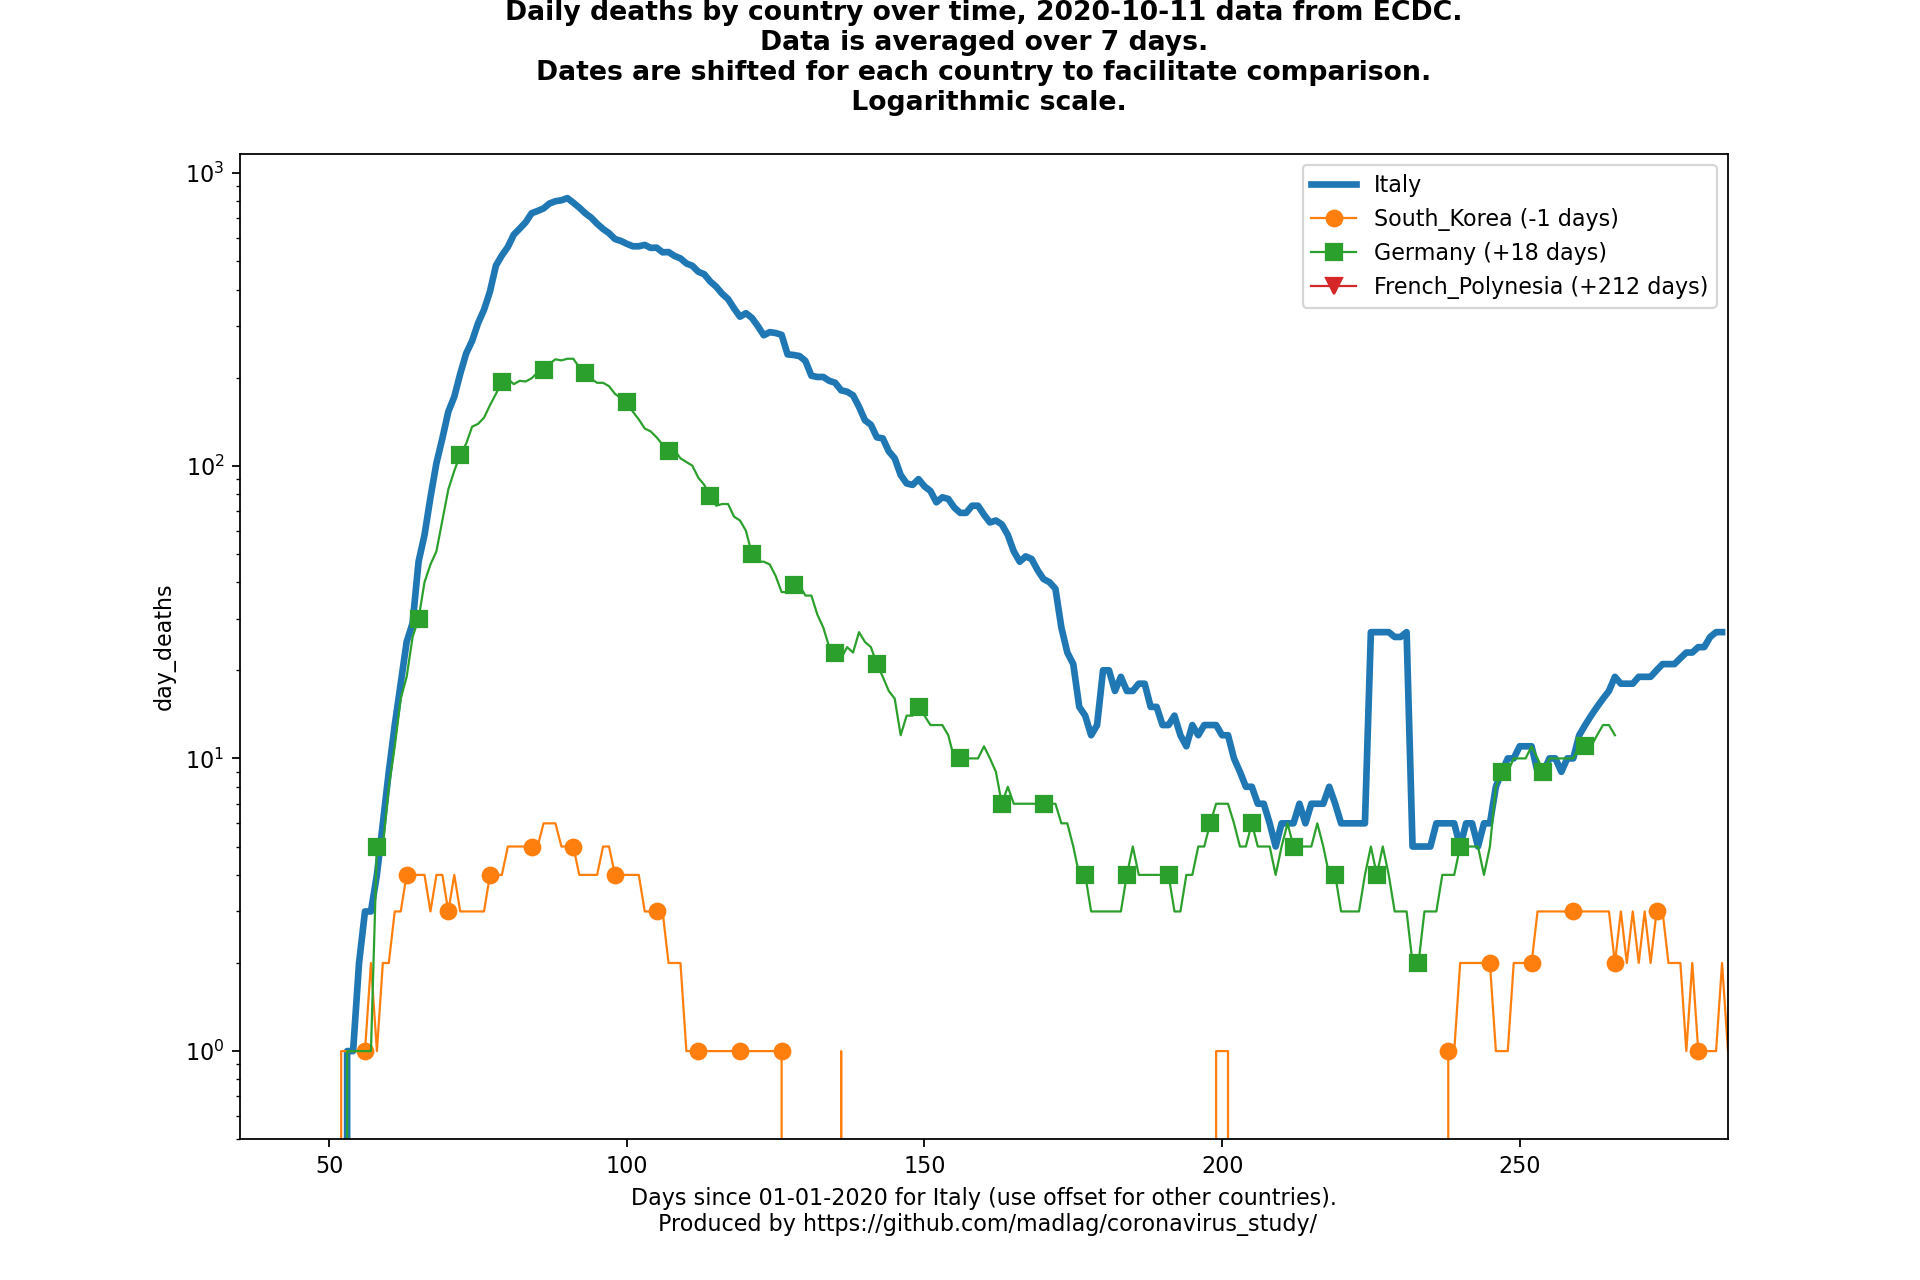 Daily deaths by country over time, 2020-10-11 data from ECDC.
Data is averaged over 7 days.
Dates are shifted for each country to facilitate comparison.
Logarithmic scale.
10³
10²
10¹
10⁰
day_deaths
Italy
South_Korea (-1 days)
Germany (+18 days)
French_Polynesia (+212 days)
50 100 150 200 250
Days since 01-01-2020 for Italy (use offset for other countries).
Produced by https://github.com/madlag/coronavirus_study/